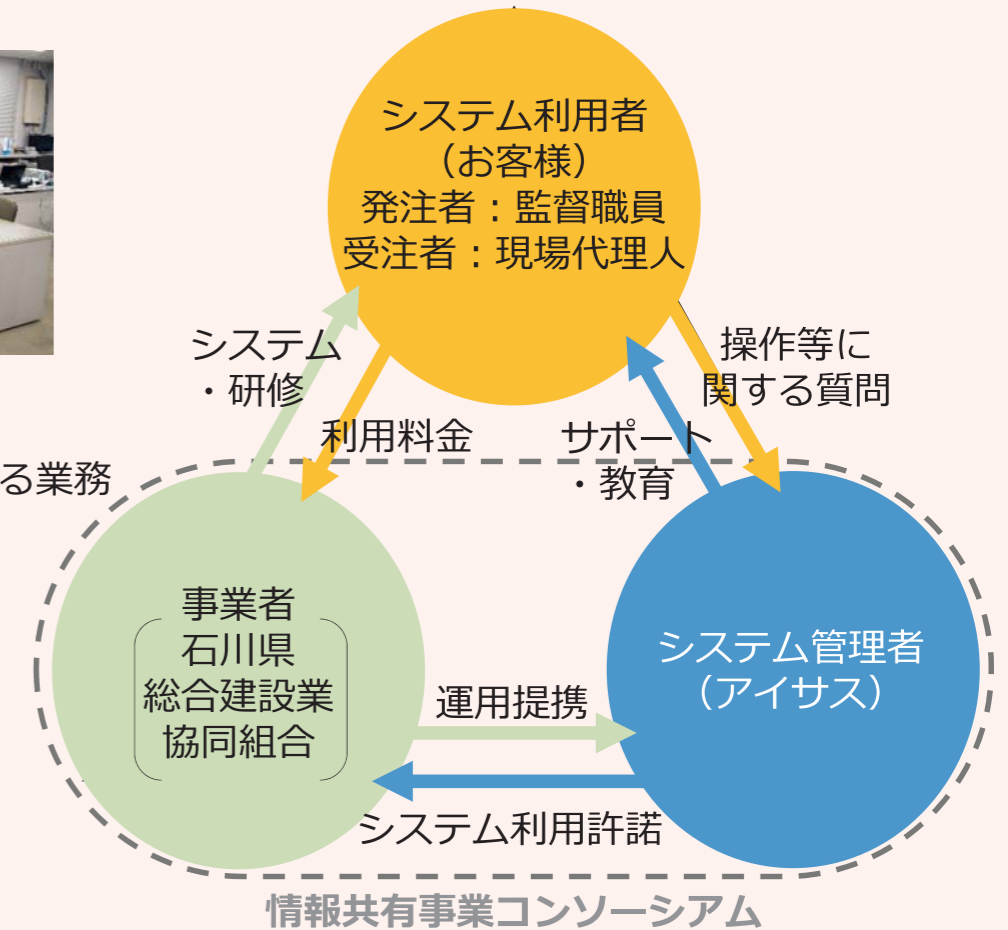 システム利用者
（お客様）
発注者：監督職員
受注者：現場代理人
システム
・研修
利用料金
サポート
・教育
操作等に
関する質問
る業務
事業者
石川県
総合建設業
協同組合
システム管理者
（アイサス）
運用提携
システム利用許諾
情報共有事業コンソーシアム